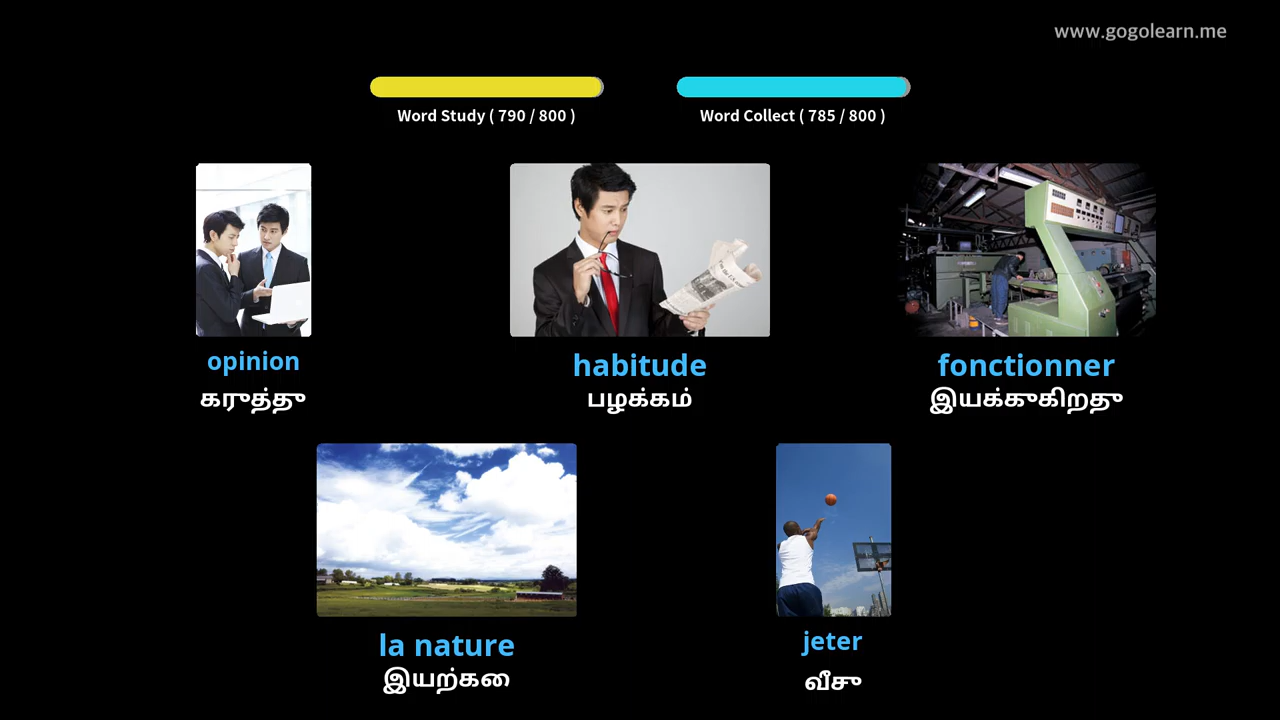 www.gogolearn.me
Word Study ( 790 / 800 )
Word Collect ( 785 / 800 )
opinion
கருத்து
habitude
பழக்கம்
fonctionner
இயக்குகிறது
la nature
இயற்கை
jeter
வீசு